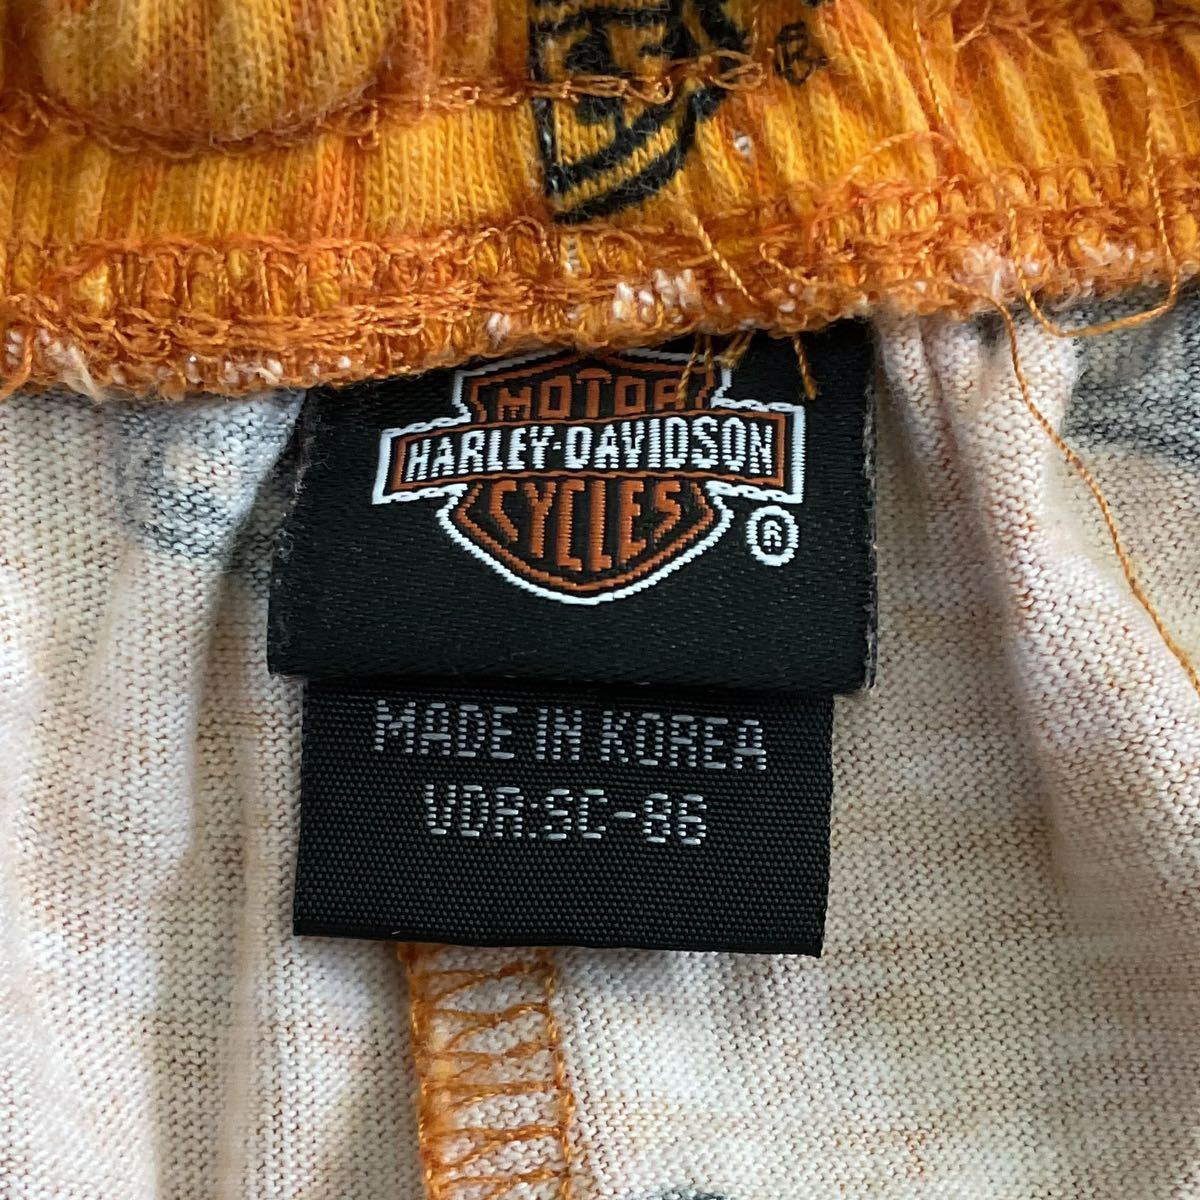 MOTOR
HARLEY-DAVIDSON
CYCLES
®
MADE IN KOREA
VDR:SC-86